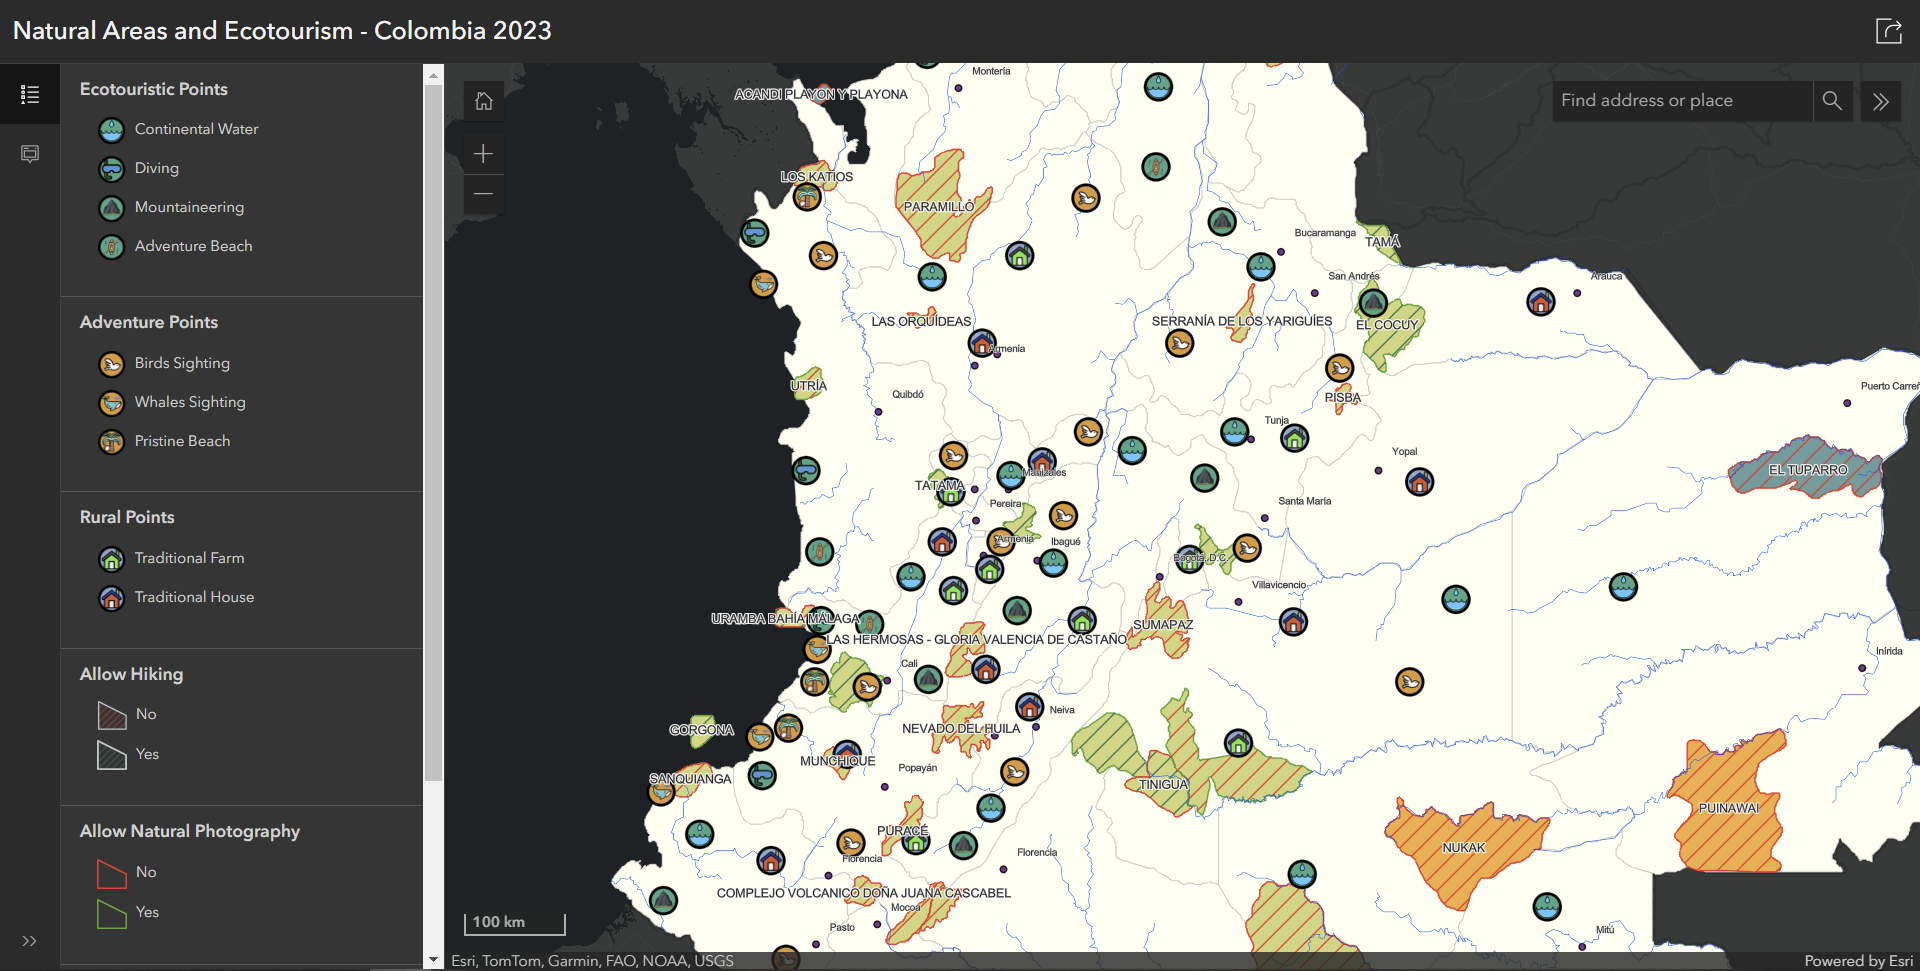 Natural Areas and Ecotourism - Colombia 2023
Ecotouristic Points
Continental Water
Diving
Mountaineering
Adventure Beach
Adventure Points
Birds Sighting
Whales Sighting
Pristine Beach
Rural Points
Traditional Farm
Traditional House
Allow Hiking
No
Yes
Allow Natural Photography
No
Yes
Find address or place
Montería
ACANDI PLAYON Y PLAYONA
LOS KATIOS
PARAMILLO
Bucaramanga
TAMÁ
San Andrés
Arauca
LAS ORQUÍDEAS
SERRANÍA DE LOS YARIGUÍES
EL COCUY
Armenia
UTRÍA
Quibdó
PISBA
Puerto Carreñ
Tunja
Yopal
EL TUPARRO
Manizales
TATAMA
Pereira
Santa María
Armenia
Ibagué
Bogotá, D.C.
Villavicencio
URAMBA BAHÍA MÁLAGA
SUMAPAZ
LAS HERMOSAS - GLORIA VALENCIA DE CASTAÑO
Cali
Inírida
Neiva
GORGONA
NEVADO DEL HUILA
MUNCHIQUE
Popayán
SANQUIANGA
TINIGUA
PUINAWAI
PURACÉ
NUKAK
Florencia
Florencia
COMPLEJO VOLCANICO DOÑA JUANA CASCABEL
Mocoa
Pasto
Mitú
100 km
Esri, TomTom, Garmin, FAO, NOAA, USGS
Powered by Esri